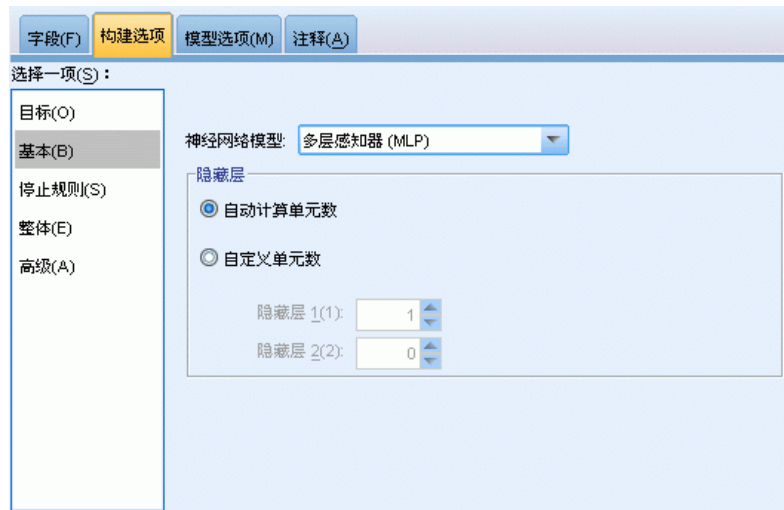 字段(F) 构建选项 模型选项(M) 注释(A)
选择一项(S)：
目标(O)
基本(B)
停止规则(S)
整体(E)
高级(A)
神经网络模型: 多层感知器 (MLP)
隐藏层
自动计算单元数
自定义单元数
隐藏层 1(1): 1
隐藏层 2(2): 0